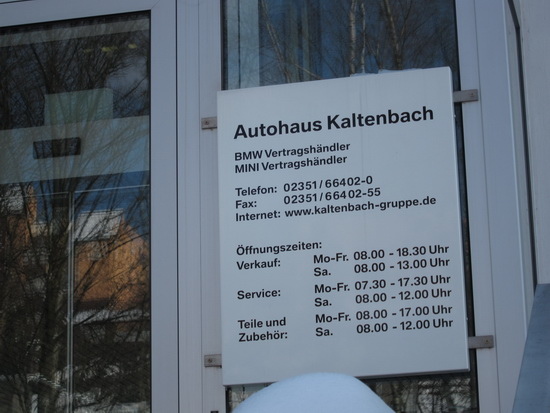 Autohaus Kaltenbach
BMW Vertragshändler
MINI Vertragshändler
Telefon: 02351/66402-0
Fax: 02351/66402-55
Internet: www.kaltenbach-gruppe.de
Öffnungszeiten:
Verkauf: Mo-Fr. 08.00 - 18.30 Uhr
Sa. 08.00 - 13.00 Uhr
Service: Mo-Fr. 07.30 - 17.30 Uhr
Sa. 08.00 - 12.00 Uhr
Teile und Mo-Fr. 08.00 - 17.00 Uhr
Zubehör: Sa. 08.00 - 12.00 Uhr